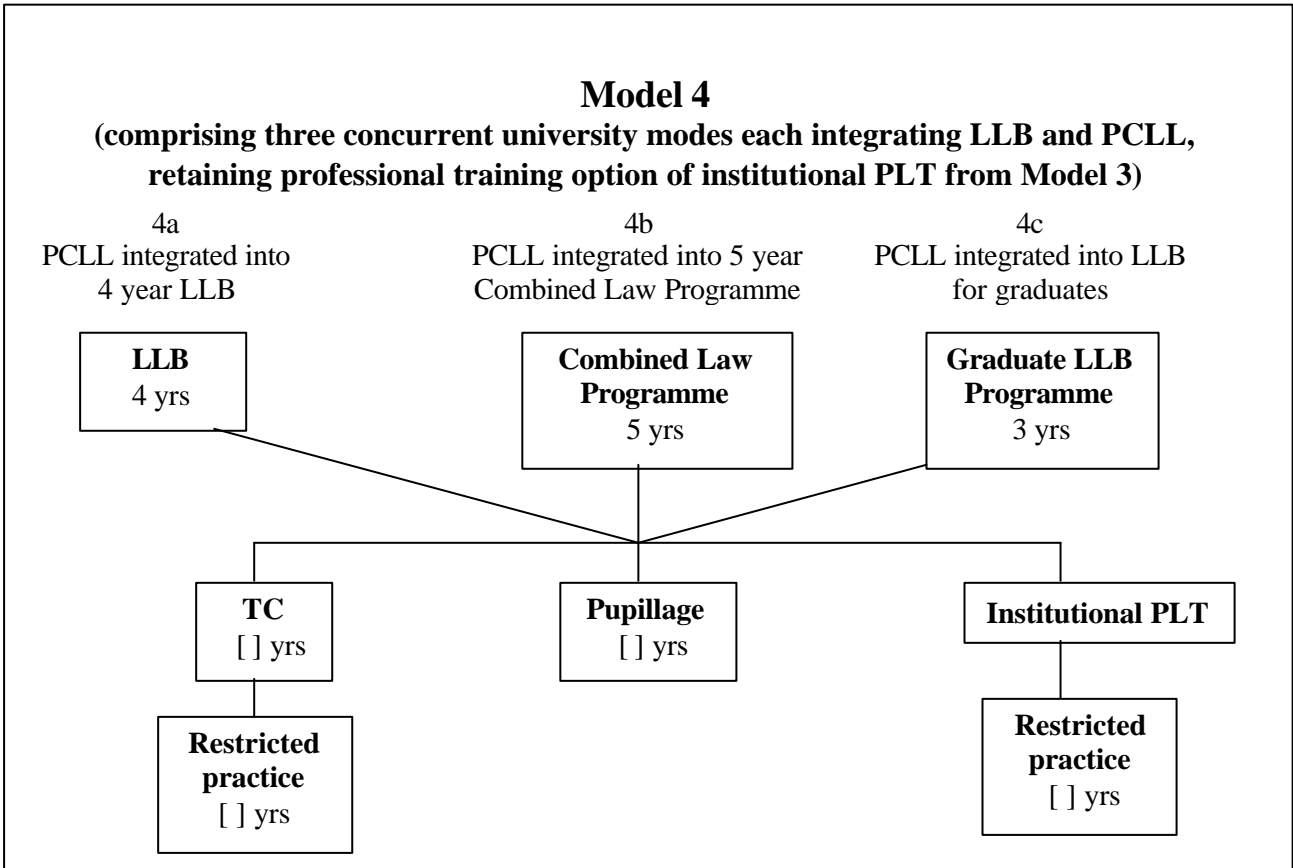 Model 4
(comprising three concurrent university modes each integrating LLB and PCLL,
retaining professional training option of institutional PLT from Model 3)
4a
PCLL integrated into
4 year LLB
4b
PCLL integrated into 5 year
Combined Law Programme
4c
PCLL integrated into LLB
for graduates
LLB
4 yrs
Combined Law
Programme
5 yrs
Graduate LLB
Programme
3 yrs
TC
[ ] yrs
Pupillage
[ ] yrs
Institutional PLT
Restricted
practice
[ ] yrs
Restricted
practice
[ ] yrs